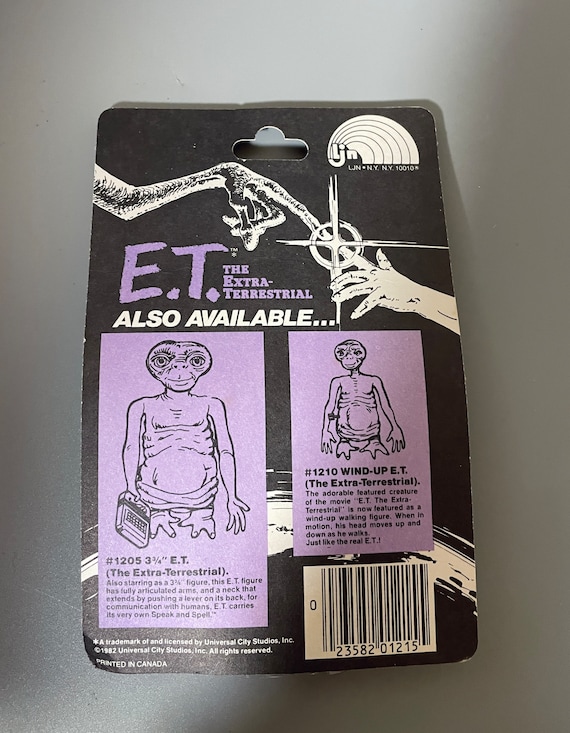 Ljn
LJN • N.Y. N.Y. 10010®
E.T.™*
THE
EXTRA-
TERRESTRIAL
ALSO AVAILABLE...
#1205 3¾" E.T.
(The Extra-Terrestrial).
Also starring as a 3¾" figure, this E.T. figure
has fully articulated arms, and a neck that
extends by pushing a lever on its back, for
communication with humans, E.T. carries
its very own Speak and Spell.™
#1210 WIND-UP E.T.
(The Extra-Terrestrial).
The adorable featured creature
of the movie "E.T. The Extra-
Terrestrial" is now featured as a
wind-up walking figure. When in
motion, his head moves up and
down as he walks.
Just like the real E.T.!
*A trademark of and licensed by Universal City Studios, Inc.
©1982 Universal City Studios, Inc. All rights reserved.
PRINTED IN CANADA
0
23582 01215